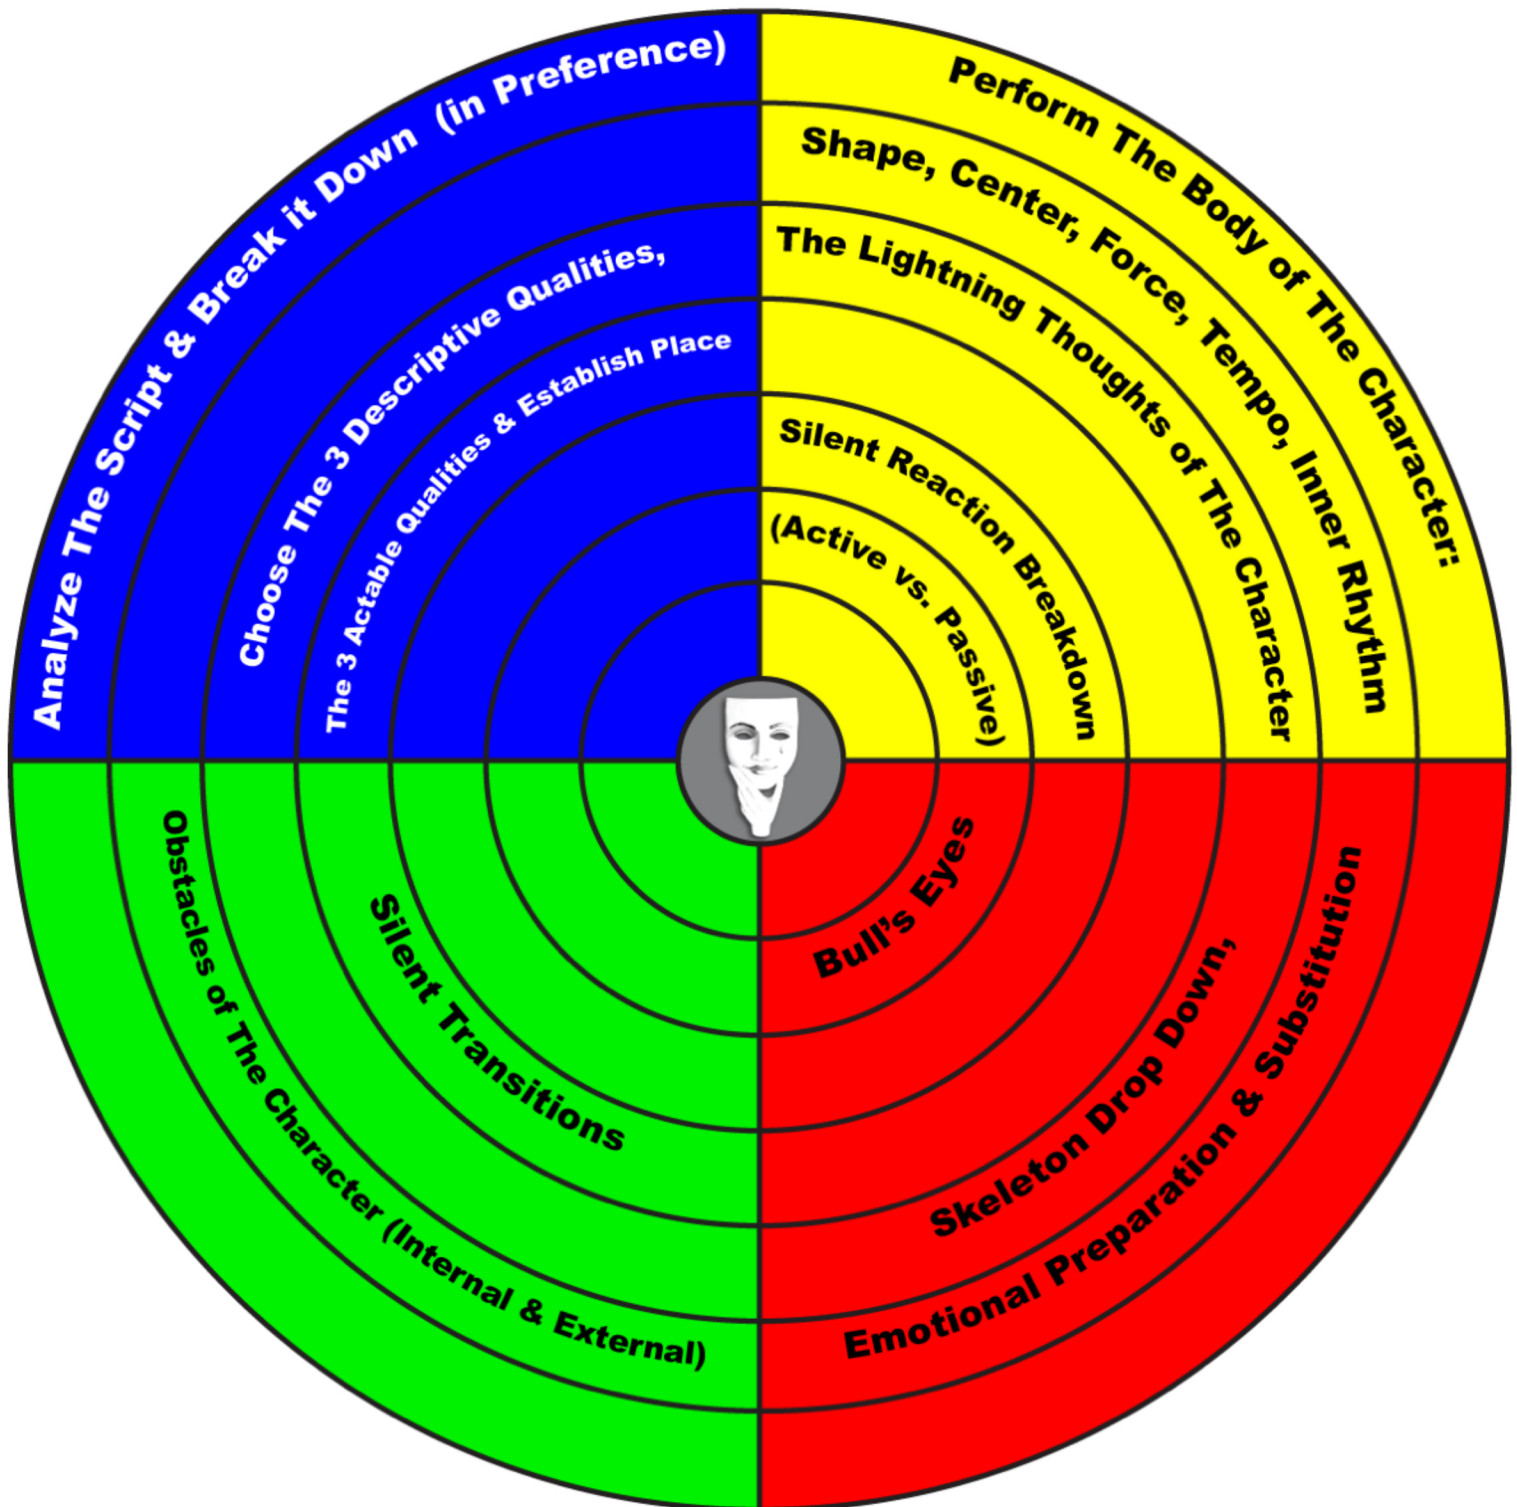 Analyze The Script & Break it Down (in Preference)
Choose The 3 Descriptive Qualities,
The 3 Actable Qualities & Establish Place
Perform The Body of The Character:
Shape, Center, Force, Tempo, Inner Rhythm
The Lightning Thoughts of The Character
Silent Reaction Breakdown
(Active vs. Passive)
Obstacles of The Character (Internal & External)
Silent Transitions
Bull's Eyes
Skeleton Drop Down,
Emotional Preparation & Substitution